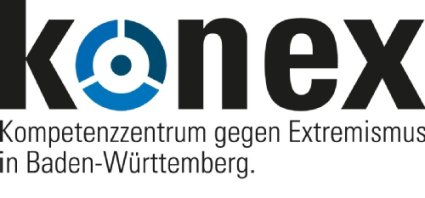 konex
Kompetenzzentrum gegen Extremismus
in Baden-Württemberg.